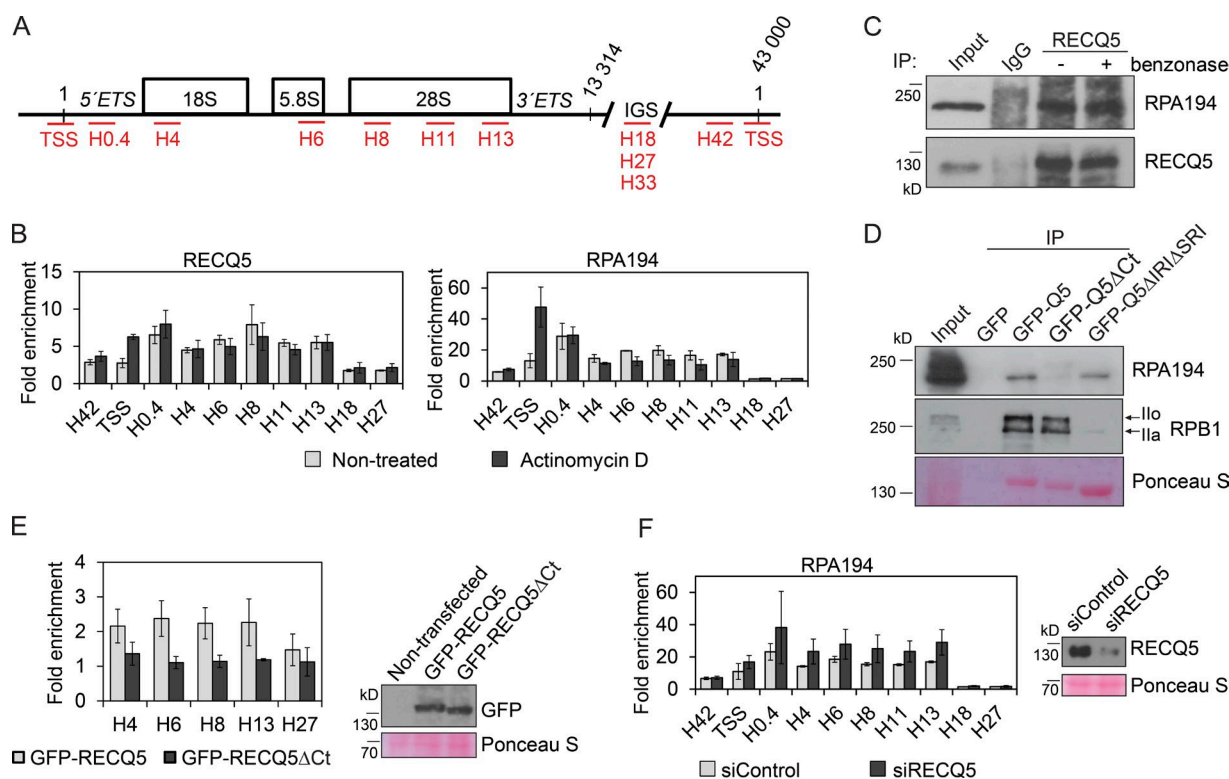 A
1
5´ETS
18S
5.8S
28S
3´ETS
13 314
IGS
43 000
1
TSS H0.4 H4 H6 H8 H11 H13 H18 H42 TSS
H27
H33
B
RECQ5
Fold enrichment
15
10
5
0
H42 TSS H0.4 H4 H6 H8 H11 H13 H18 H27
RPA194
Fold enrichment
60
40
20
0
H42 TSS H0.4 H4 H6 H8 H11 H13 H18 H27
Non-treated Actinomycin D
C
IP: Input IgG RECQ5
- + benzonase
250 RPA194
130 RECQ5
kD
D
IP
Input GFP GFP-Q5 GFP-Q5ΔCt GFP-Q5ΔIRIΔSRI
kD
250 RPA194
IIo
250 RPB1
IIa
130 Ponceau S
E
Fold enrichment
4
3
2
1
0
H4 H6 H8 H13 H27
GFP-RECQ5 GFP-RECQ5ΔCt
Non-transfected GFP-RECQ5 GFP-RECQ5ΔCt
kD
130 GFP
70 Ponceau S
F
RPA194
Fold enrichment
60
40
20
0
H42 TSS H0.4 H4 H6 H8 H11 H13 H18 H27
siControl siRECQ5
siControl siRECQ5
kD
130 RECQ5
70 Ponceau S